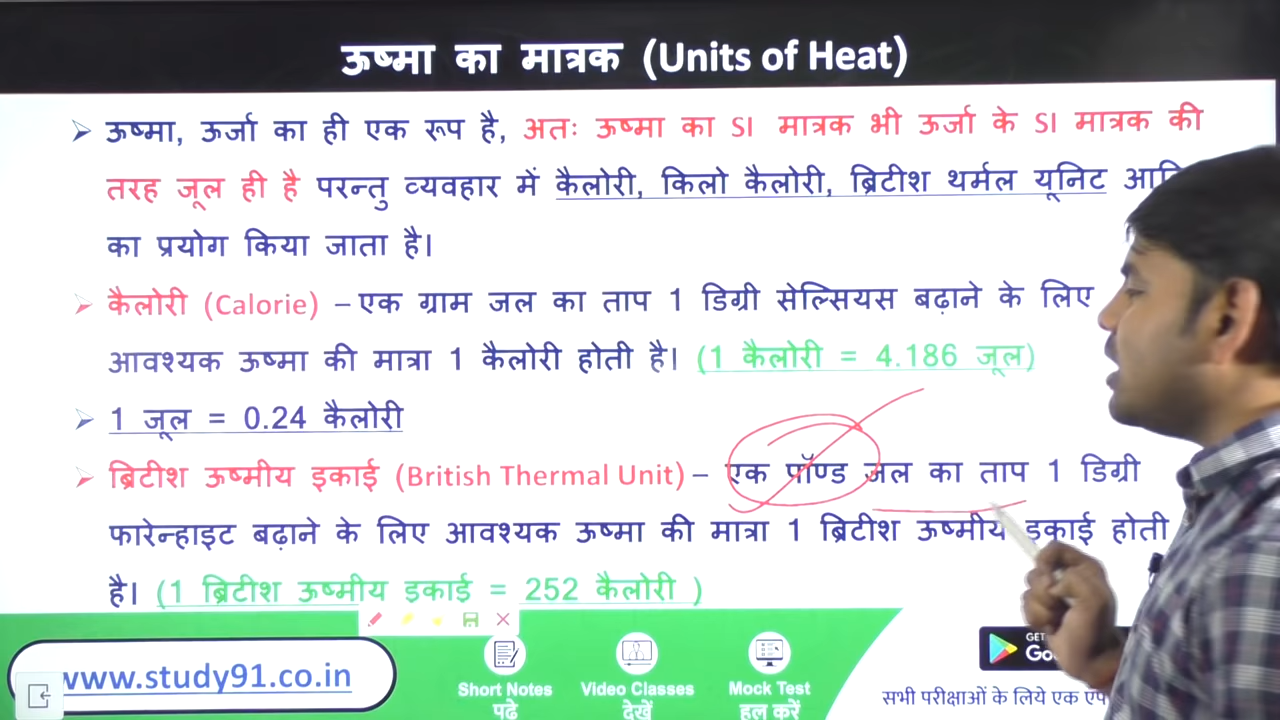 ऊष्मा का मात्रक (Units of Heat)
➢ ऊष्मा, ऊर्जा का ही एक रूप है, अतः ऊष्मा का SI मात्रक भी ऊर्जा के SI मात्रक की
तरह जूल ही है परन्तु व्यवहार में कैलोरी, किलो कैलोरी, ब्रिटीश थर्मल यूनिट
का प्रयोग किया जाता है।
➢ कैलोरी (Calorie) – एक ग्राम जल का ताप 1 डिग्री सेल्सियस बढ़ाने के लिए
आवश्यक ऊष्मा की मात्रा 1 कैलोरी होती है। (1 कैलोरी = 4.186 जूल)
➢ 1 जूल = 0.24 कैलोरी
➢ ब्रिटीश ऊष्मीय इकाई (British Thermal Unit) – एक पॉण्ड जल का ताप 1 डिग्री
फारेन्हाइट बढ़ाने के लिए आवश्यक ऊष्मा की मात्रा 1 ब्रिटीश ऊष्मीय इकाई होती
है। (1 ब्रिटीश ऊष्मीय इकाई = 252 कैलोरी )
www.study91.co.in
Short Notes
पढे
Video Classes
देखें
Mock Test
हल करें
GET
सभी परीक्षाओं के लिये एक एप